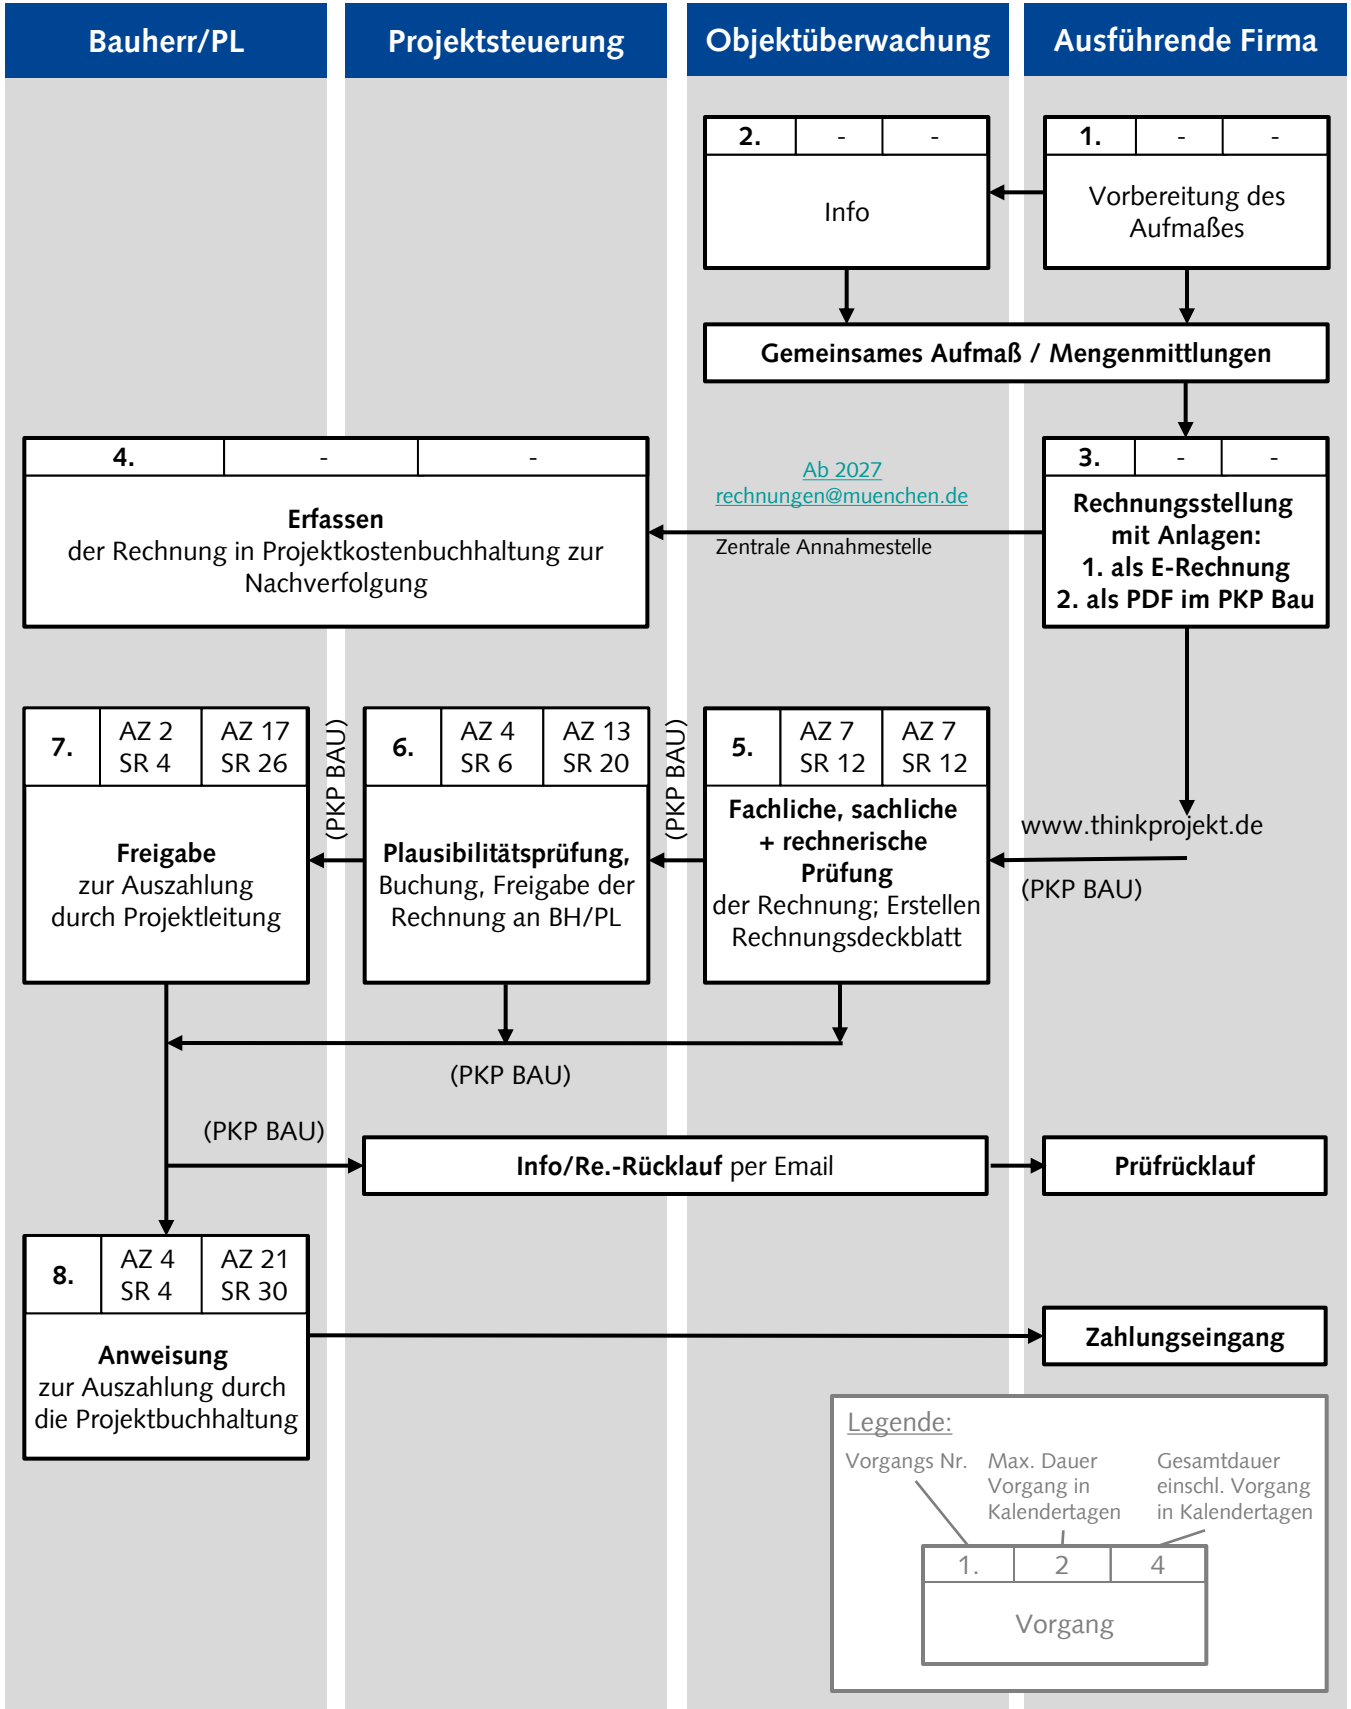 Bauherr/PL
Projektsteuerung
Objektüberwachung
Ausführende Firma
2. - -
Info
1. - -
Vorbereitung des
Aufmaßes
Gemeinsames Aufmaß / Mengenmittlungen
4. - -
Erfassen
der Rechnung in Projektkostenbuchhaltung zur
Nachverfolgung
Ab 2027
rechnungen@muenchen.de
Zentrale Annahmestelle
3. - -
Rechnungsstellung
mit Anlagen:
1. als E-Rechnung
2. als PDF im PKP Bau
7.
AZ 2
SR 4
AZ 17
SR 26
Freigabe
zur Auszahlung
durch Projektleitung
(PKP BAU)
6.
AZ 4
SR 6
AZ 13
SR 20
Plausibilitätsprüfung,
Buchung, Freigabe der
Rechnung an BH/PL
(PKP BAU)
5.
AZ 7
SR 12
AZ 7
SR 12
Fachliche, sachliche
+ rechnerische
Prüfung
der Rechnung; Erstellen
Rechnungsdeckblatt
www.thinkprojekt.de
(PKP BAU)
(PKP BAU)
(PKP BAU)
Info/Re.-Rücklauf per Email
Prüfrücklauf
8.
AZ 4
SR 4
AZ 21
SR 30
Anweisung
zur Auszahlung durch
die Projektbuchhaltung
Zahlungseingang
Legende:
Vorgangs Nr.
Max. Dauer
Vorgang in
Kalendertagen
Gesamtdauer
einschl. Vorgang
in Kalendertagen
1. 2 4
Vorgang